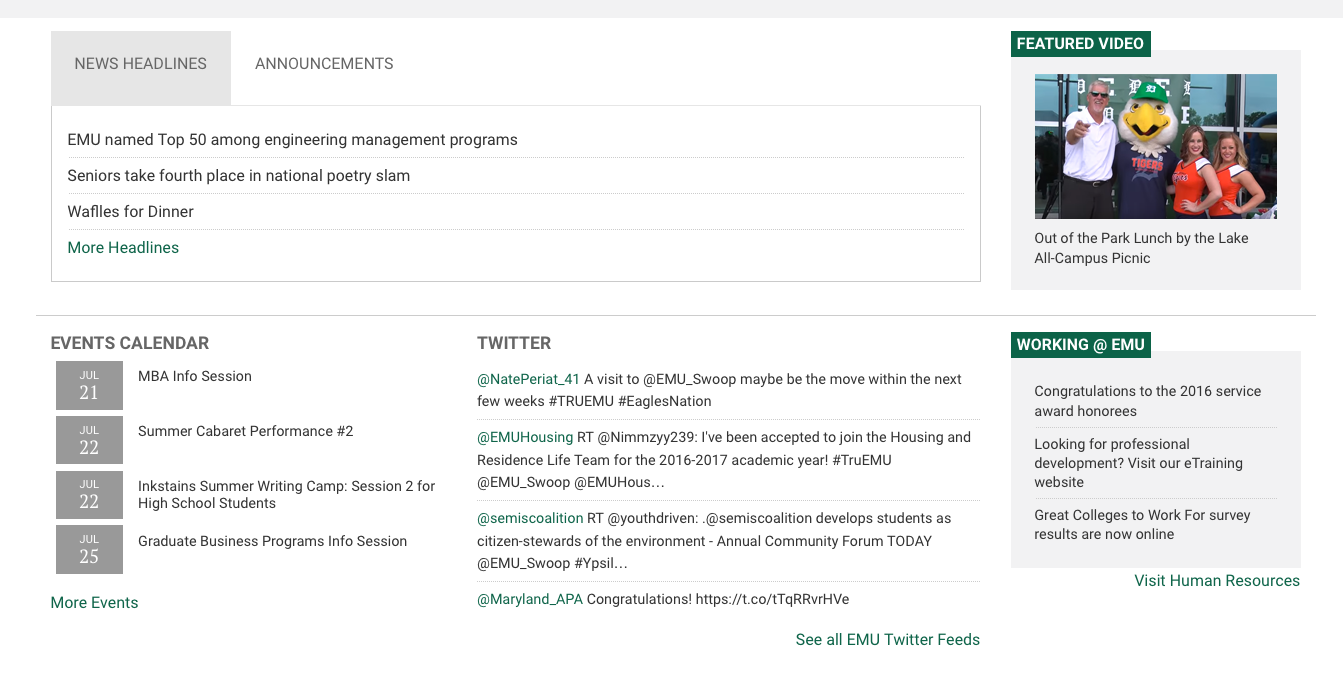 NEWS HEADLINES
ANNOUNCEMENTS
EMU named Top 50 among engineering management programs
Seniors take fourth place in national poetry slam
Waflles for Dinner
More Headlines
FEATURED VIDEO
TIGERS
Out of the Park Lunch by the Lake
All-Campus Picnic
EVENTS CALENDAR
JUL
21
MBA Info Session
JUL
22
Summer Cabaret Performance #2
JUL
22
Inkstains Summer Writing Camp: Session 2 for
High School Students
JUL
25
Graduate Business Programs Info Session
More Events
TWITTER
@NatePeriat_41 A visit to @EMU_Swoop maybe be the move within the next
few weeks #TRUEMU #EaglesNation
@EMUHousing RT @Nimmzyy239: I've been accepted to join the Housing and
Residence Life Team for the 2016-2017 academic year! #TruEMU
@EMU_Swoop @EMUHous…
@semiscoalition RT @youthdriven: .@semiscoalition develops students as
citizen-stewards of the environment - Annual Community Forum TODAY
@EMU_Swoop #Ypsil…
@Maryland_APA Congratulations! https://t.co/tTqRRvrHVe
See all EMU Twitter Feeds
WORKING @ EMU
Congratulations to the 2016 service
award honorees
Looking for professional
development? Visit our eTraining
website
Great Colleges to Work For survey
results are now online
Visit Human Resources